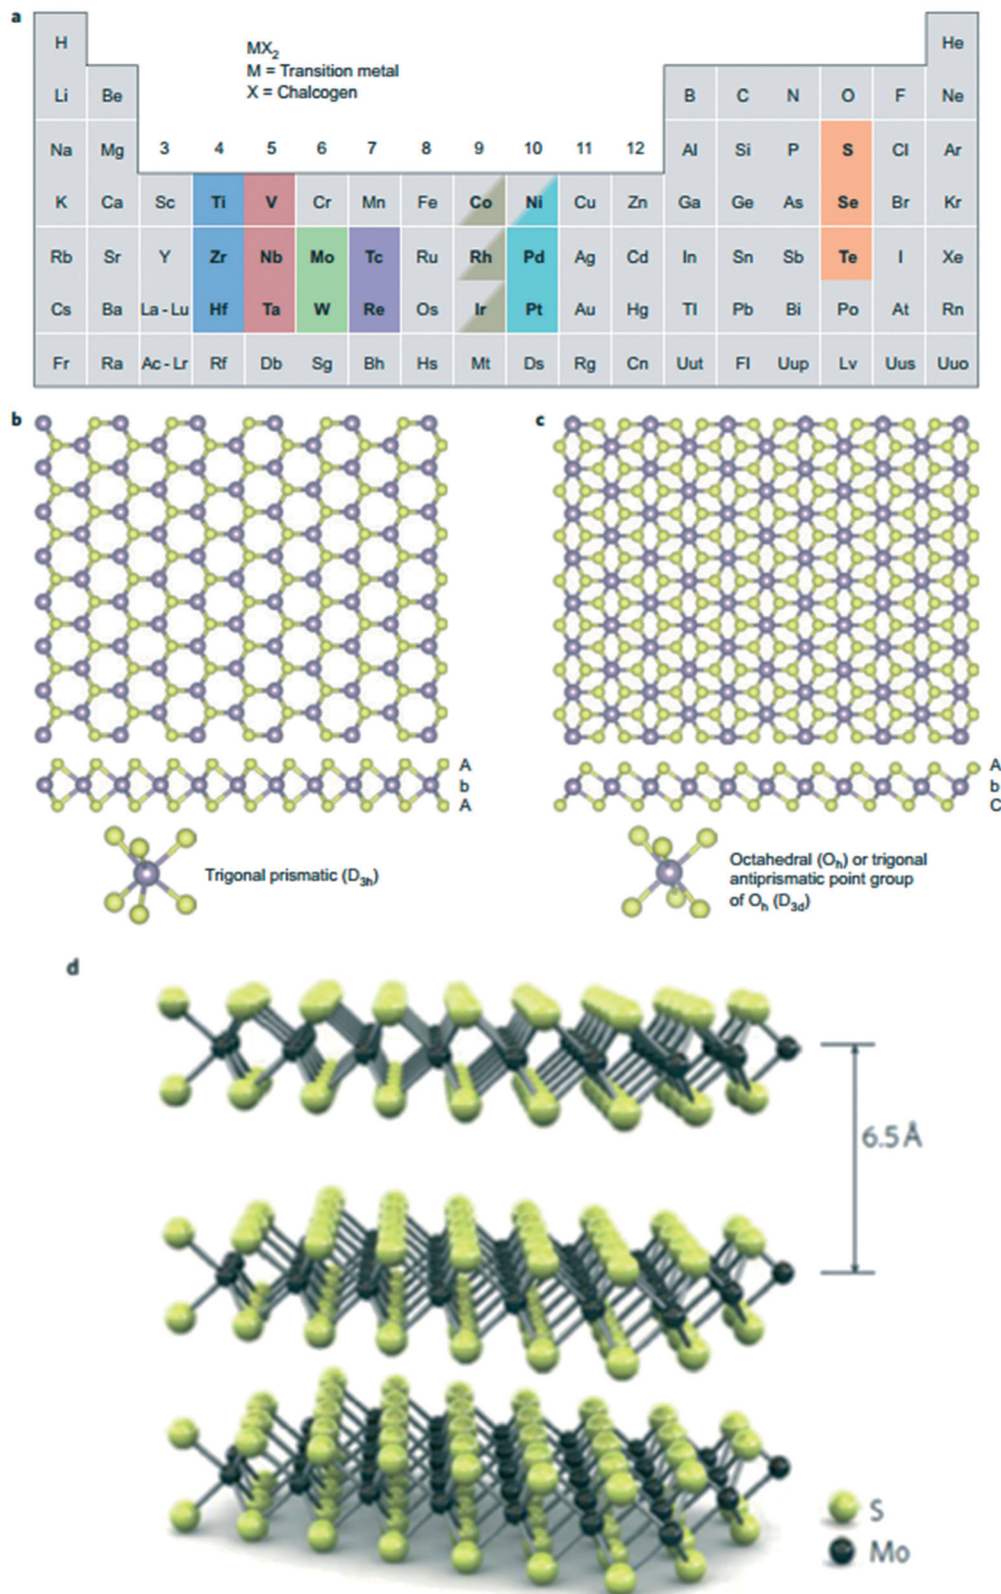 a
MX₂
M = Transition metal
X = Chalcogen
H He
Li Be B C N O F Ne
Na Mg 3 4 5 6 7 8 9 10 11 12 Al Si P S Cl Ar
K Ca Sc Ti V Cr Mn Fe Co Ni Cu Zn Ga Ge As Se Br Kr
Rb Sr Y Zr Nb Mo Tc Ru Rh Pd Ag Cd In Sn Sb Te I Xe
Cs Ba La - Lu Hf Ta W Re Os Ir Pt Au Hg Tl Pb Bi Po At Rn
Fr Ra Ac - Lr Rf Db Sg Bh Hs Mt Ds Rg Cn Uut Fl Uup Lv Uus Uuo
b
A
b
A
Trigonal prismatic (D₃ₕ)
c
A
b
C
Octahedral (Oₕ) or trigonal
antiprismatic point group
of Oₕ (D₃d)
d
6.5 Å
S
Mo